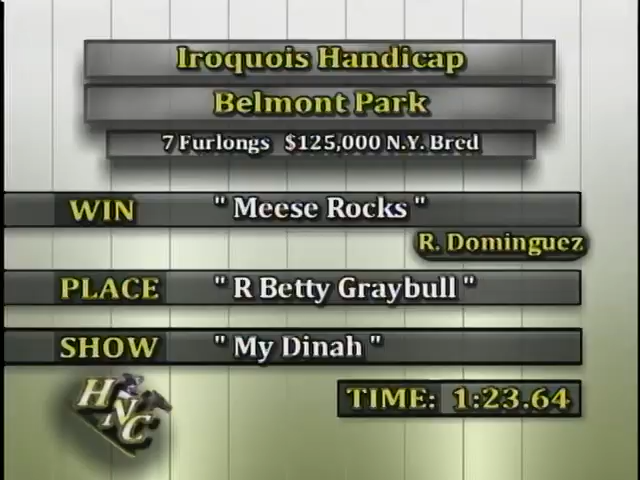 Iroquois Handicap
Belmont Park
7 Furlongs $125,000 N.Y. Bred
WIN " Meese Rocks "
R. Dominguez
PLACE " R Betty Graybull "
SHOW " My Dinah "
HNC
TIME: 1:23.64